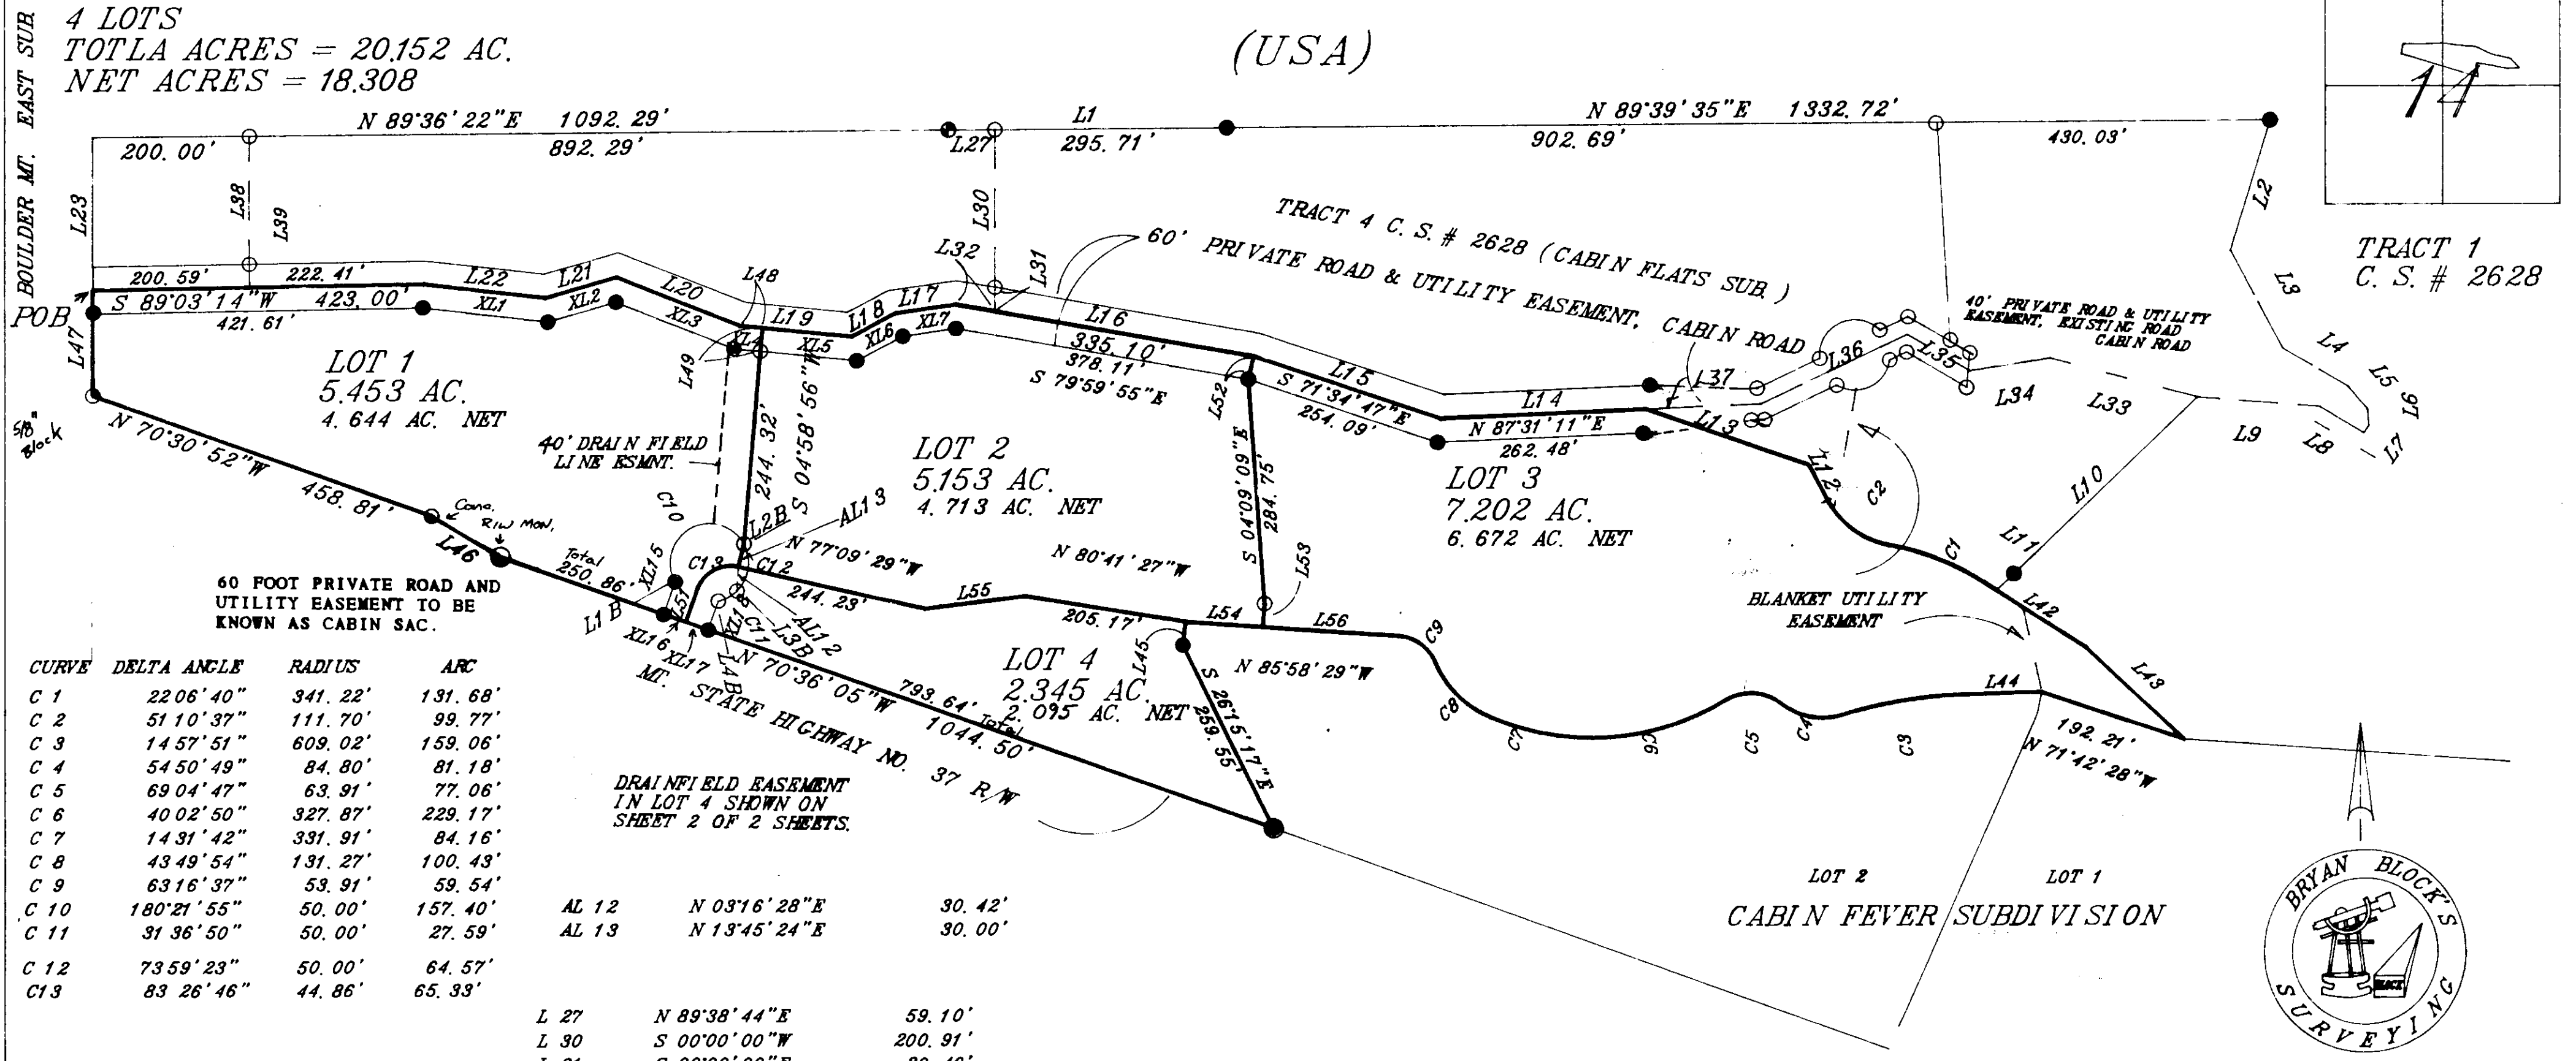 4 LOTS
TOTLA ACRES = 20.152 AC.
NET ACRES = 18.308
(USA)
BOULDER MT. EAST SUB.
N 89°36'22"E 1092.29'
L1
N 89°39'35"E 1332.72'
200.00'
892.29'
L27
295.71'
902.69'
430.03'
14
TRACT 1
C. S. # 2628
L23
L38
L39
L30
L31
L32
L2
L3
L4
L5
L6
L7
L8
L9
L10
L11
TRACT 4 C. S. # 2628 (CABIN FLATS SUB.)
60' PRIVATE ROAD & UTILITY EASEMENT, CABIN ROAD
40' PRIVATE ROAD & UTILITY
EASEMENT, EXISTING ROAD
CABIN ROAD
200.59'
222.41'
L22
L21
L20
L48
L19
L18
L17
L16
L15
L14
L37
L36
L35
L34
L33
L13
L12
POB
S 89°03'14"W 423.00'
421.61'
XL1
XL2
XL3
XL4
XL5
XL6
XL7
L47
L49
335.10'
378.11'
S 79°59'55"E
L52
S 71°34'47"E
254.09'
N 87°31'11"E
262.48'
LOT 1
5.453 AC.
4.644 AC. NET
LOT 2
5.153 AC.
4.713 AC. NET
LOT 3
7.202 AC.
6.672 AC. NET
5/8"
Block
N 70°30'52"W
458.81'
Conc.
R/W MON.
L46
Total
250.86'
40' DRAIN FIELD
LINE ESMNT.
244.32'
S 04°58'56"W
S 04°09'09"E
284.75'
C10
L2B
AL13
C13
C12
XL15
L51
L1B
XL16
XL17
XL18
C11
L3B
AL12
L4B
N 77°09'29"W
244.23'
L55
N 80°41'27"W
205.17'
L54
L53
L56
L45
N 85°58'29"W
C2
C1
L42
L43
L44
C9
C8
C7
C6
C5
C4
C3
BLANKET UTILITY
EASEMENT
192.21'
N 71°42'28"W
60 FOOT PRIVATE ROAD AND
UTILITY EASEMENT TO BE
KNOWN AS CABIN SAC.
LOT 4
2.345 AC.
2.095 AC. NET
N 70°36'05"W
793.64'
Total
1044.50'
S 26°15'17"E
259.55'
MT. STATE HIGHWAY NO. 37 R/W
DRAINFIELD EASEMENT
IN LOT 4 SHOWN ON
SHEET 2 OF 2 SHEETS.
LOT 2
LOT 1
CABIN FEVER SUBDIVISION
BRYAN BLOCK'S
SURVEYING
BLOCK
CURVE DELTA ANGLE RADIUS ARC
C 1 22 06'40" 341.22' 131.68'
C 2 51 10'37" 111.70' 99.77'
C 3 14 57'51" 609.02' 159.06'
C 4 54 50'49" 84.80' 81.18'
C 5 69 04'47" 63.91' 77.06'
C 6 40 02'50" 327.87' 229.17'
C 7 14 31'42" 331.91' 84.16'
C 8 43 49'54" 131.27' 100.43'
C 9 63 16'37" 53.91' 59.54'
C 10 180°21'55" 50.00' 157.40'
C 11 31 36'50" 50.00' 27.59'
C 12 73 59'23" 50.00' 64.57'
C13 83 26'46" 44.86' 65.33'
AL 12 N 03°16'28"E 30.42'
AL 13 N 13°45'24"E 30.00'
L 27 N 89°38'44"E 59.10'
L 30 S 00°00'00"W 200.91'